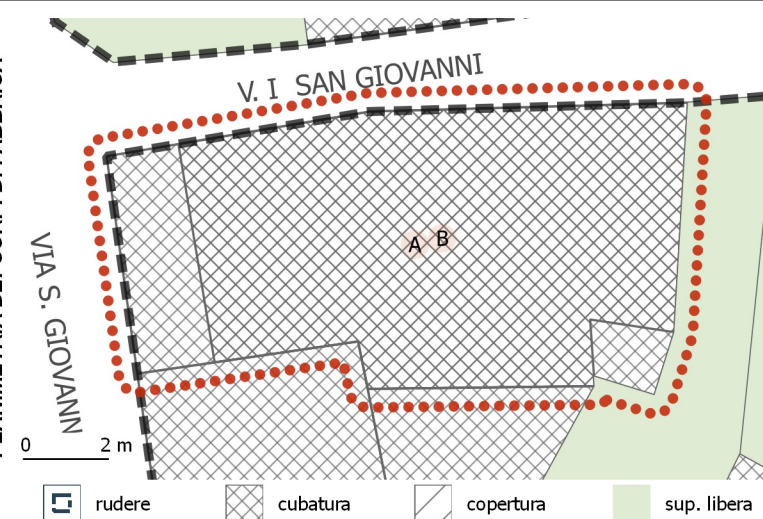 V. I SAN GIOVANNI
A B
VIA S. GIOVANN
0 2 m
rudere cubatura copertura sup. libera